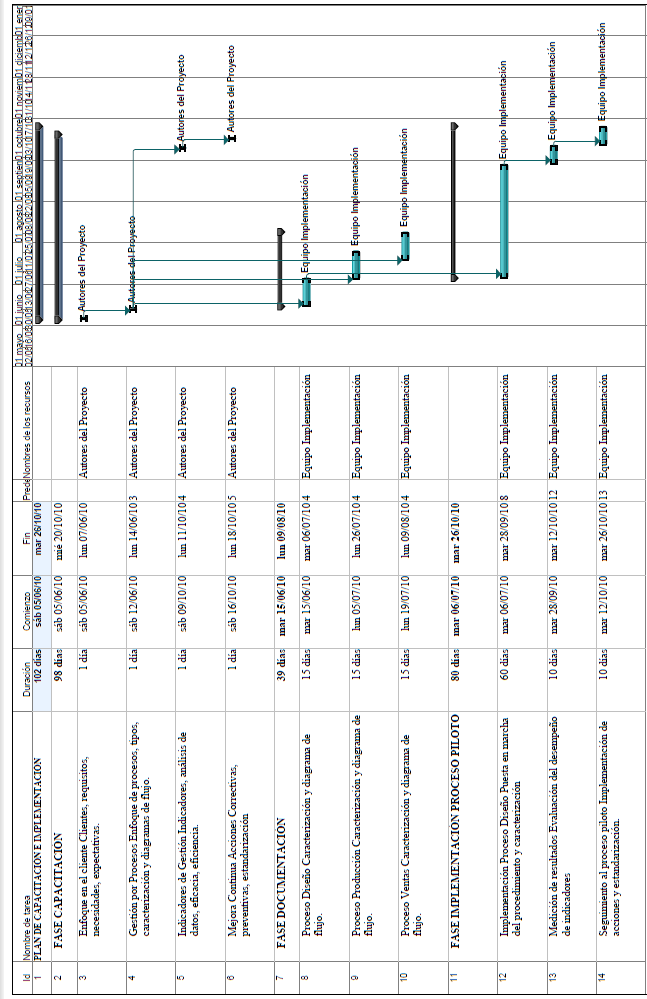 Id Nombre de tarea Duración Comienzo Fin Prede Nombres de los recursos
1 PLAN DE CAPACITACION E IMPLEMENTACION 102 días sáb 05/06/10 mar 26/10/10
2 FASE CAPACITACION 98 días sáb 05/06/10 mié 20/10/10
3 Enfoque en el cliente Clientes, requisitos, 1 día sáb 05/06/10 lun 07/06/10 Autores del Proyecto
necesidades, expectativas.
4 Gestión por Procesos Enfoque de procesos, tipos, 1 día sáb 12/06/10 lun 14/06/10 3 Autores del Proyecto
caracterización y diagramas de flujo.
5 Indicadores de Gestión Indicadores, análisis de 1 día sáb 09/10/10 lun 11/10/10 4 Autores del Proyecto
datos, eficacia, eficiencia.
6 Mejora Continua Acciones Correctivas, 1 día sáb 16/10/10 lun 18/10/10 5 Autores del Proyecto
preventivas, estandarización
7 FASE DOCUMENTACION 39 días mar 15/06/10 lun 09/08/10
8 Proceso Diseño Caracterización y diagrama de 15 días mar 15/06/10 mar 06/07/10 4 Equipo Implementación
flujo.
9 Proceso Producción Caracterización y diagrama de 15 días lun 05/07/10 lun 26/07/10 4 Equipo Implementación
flujo.
10 Proceso Ventas Caracterización y diagrama de 15 días lun 19/07/10 lun 09/08/10 4 Equipo Implementación
flujo.
11 FASE IMPLEMENTACION PROCESO PILOTO 80 días mar 06/07/10 mar 26/10/10
12 Implementación Proceso Diseño Puesta en marcha 60 días mar 06/07/10 mar 28/09/10 8 Equipo Implementación
del procedimiento y caracterización
13 Medición de resultados Evaluación del desempeño 10 días mar 28/09/10 mar 12/10/10 12 Equipo Implementación
de indicadores
14 Seguimiento al proceso piloto Implementación de 10 días mar 12/10/10 mar 26/10/10 13 Equipo Implementación
acciones y estandarización.
01 mayo 01 junio 01 julio 01 agosto 01 septiem 01 octubre 01 noviem 01 diciemb 01 ener
Autores del Proyecto
Autores del Proyecto
Autores del Proyecto
Autores del Proyecto
Equipo Implementación
Equipo Implementación
Equipo Implementación
Equipo Implementación
Equipo Implementación
Equipo Implementación